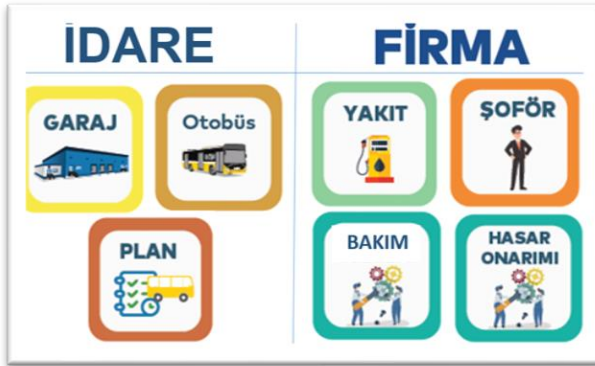 İDARE
FİRMA
GARAJ
Otobüs
PLAN
YAKIT
ŞOFÖR
BAKIM
HASAR
ONARIMI